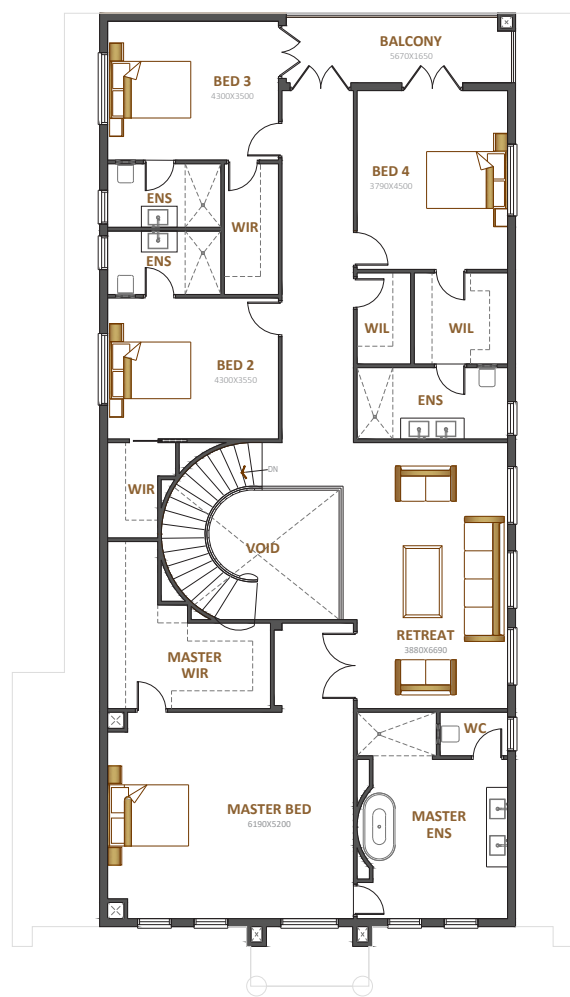 BALCONY
5670X1650
BED 3
4300X3500
BED 4
3790X4500
ENS
WIR
ENS
WIL
WIL
BED 2
4300X3550
ENS
DN
WIR
VOID
RETREAT
3880X6690
MASTER
WIR
WC
MASTER BED
6190X5200
MASTER
ENS